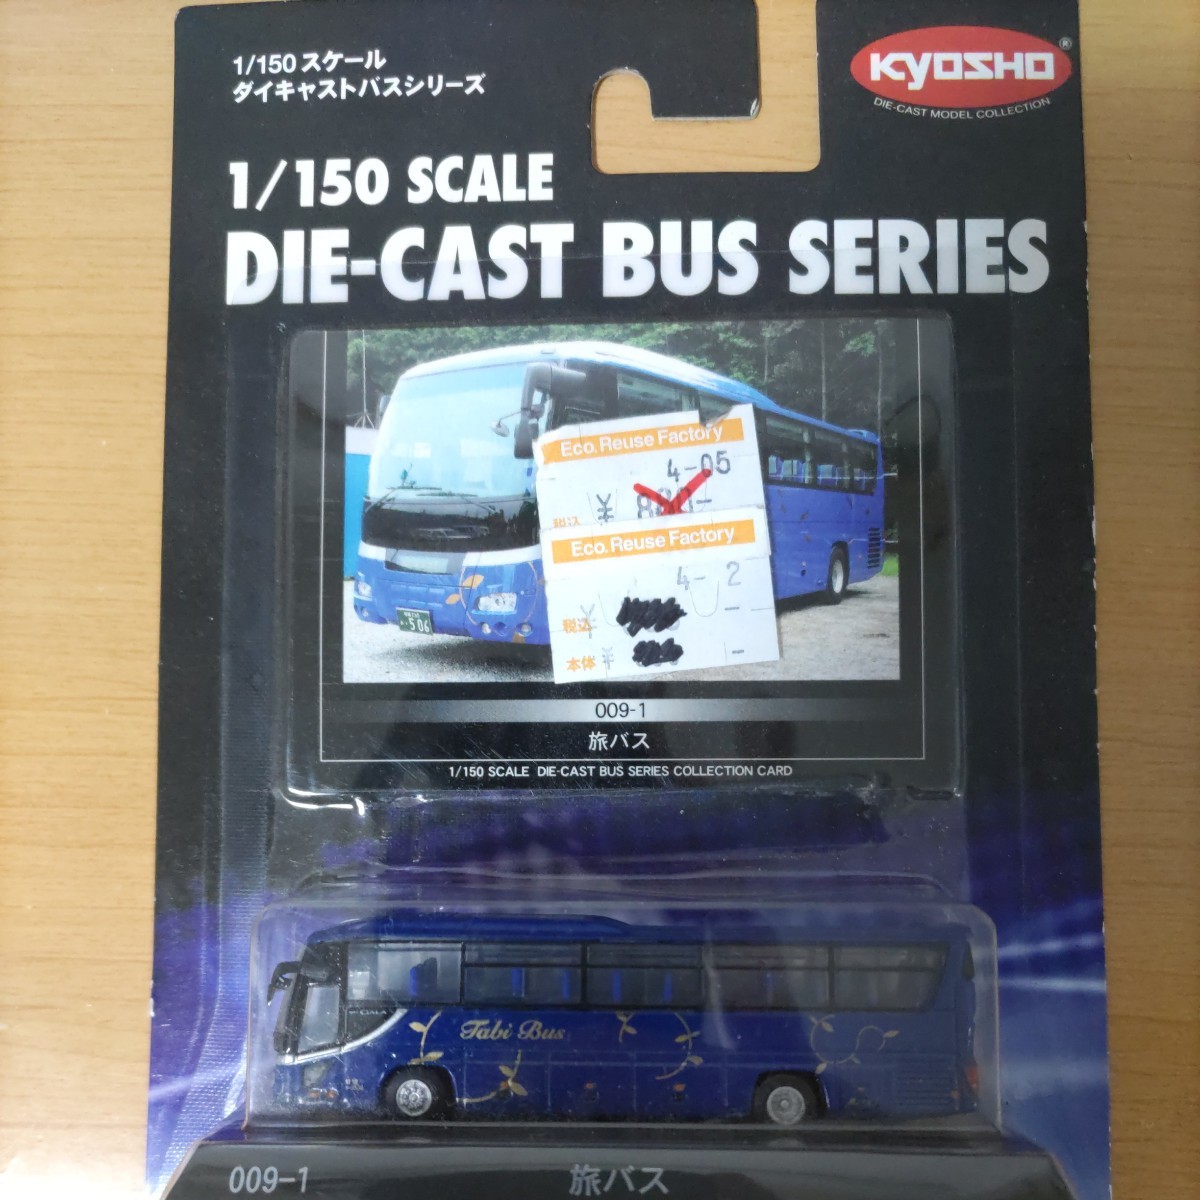 1/150 スケール
ダイキャストバスシリーズ
KYOSHO®
DIE-CAST MODEL COLLECTION
1/150 SCALE
DIE-CAST BUS SERIES
Eco.Reuse Factory
4-05
税込 ¥
Eco.Reuse Factory
4- 2
税込 ¥ -
本体 ¥ -
506
009-1
旅バス
1/150 SCALE DIE-CAST BUS SERIES COLLECTION CARD
GALA
Tabi Bus
009-1 旅バス